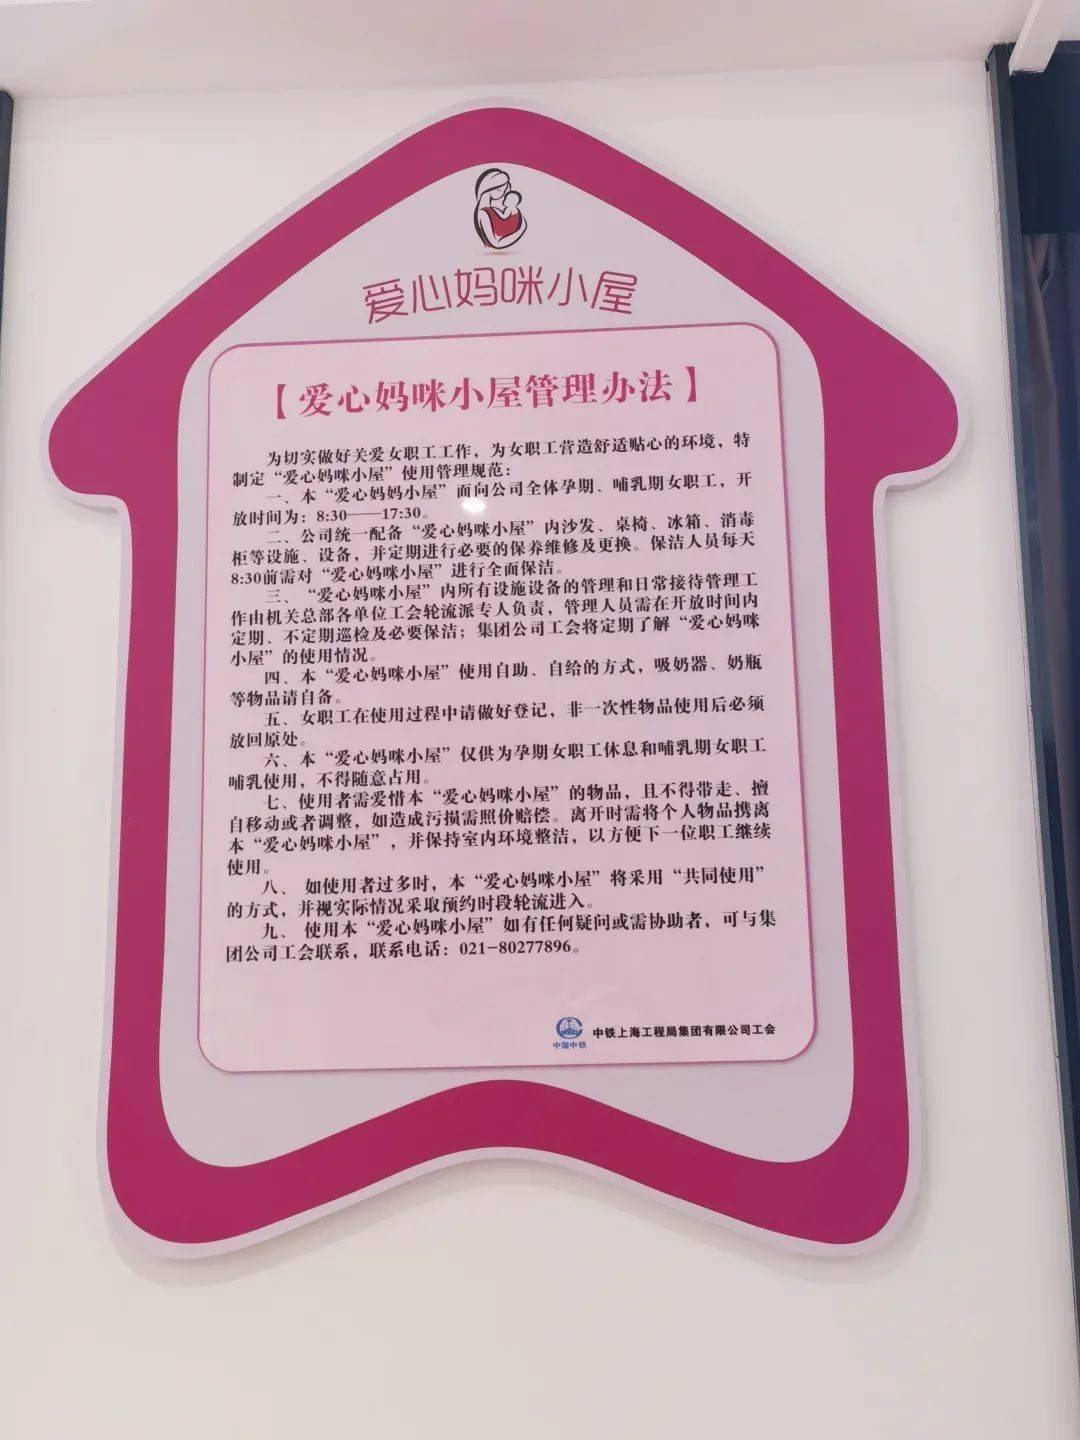 爱心妈咪小屋
【爱心妈咪小屋管理办法】
为切实做好关爱女职工工作，为女职工营造舒适贴心的环境，特
制定“爱心妈咪小屋”使用管理规范：
一、本“爱心妈妈小屋”面向公司全体孕期、哺乳期女职工，开
放时间为：8:30——17:30。
二、公司统一配备“爱心妈咪小屋”内沙发、桌椅、冰箱、消毒
柜等设施、设备，并定期进行必要的保养维修及更换。保洁人员每天
8:30前需对“爱心妈咪小屋”进行全面保洁。
三、“爱心妈咪小屋”内所有设施设备的管理和日常接待管理工
作由机关总部各单位工会轮流派专人负责，管理人员需在开放时间内
定期、不定期巡检及必要保洁；集团公司工会将定期了解“爱心妈咪
小屋”的使用情况。
四、本“爱心妈咪小屋”使用自助、自给的方式，吸奶器、奶瓶
等物品请自备。
五、女职工在使用过程中请做好登记，非一次性物品使用后必须
放回原处。
六、本“爱心妈咪小屋”仅供为孕期女职工休息和哺乳期女职工
哺乳使用，不得随意占用。
七、使用者需爱惜本“爱心妈咪小屋”的物品，且不得带走、擅
自移动或者调整，如造成污损需照价赔偿。离开时需将个人物品携离
本“爱心妈咪小屋”，并保持室内环境整洁，以方便下一位职工继续
使用。
八、 如使用者过多时，本“爱心妈咪小屋”将采用“共同使用”
的方式，并视实际情况采取预约时段轮流进入。
九、 使用本“爱心妈咪小屋”如有任何疑问或需协助者，可与集
团公司工会联系，联系电话：021-80277896。
中国中铁
中铁上海工程局集团有限公司工会